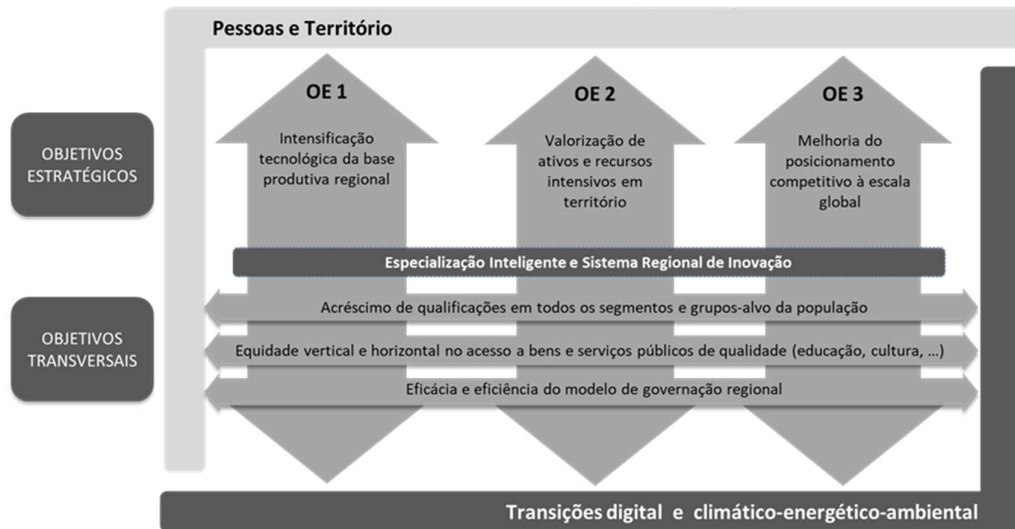 Pessoas e Território
OE 1
Intensificação
tecnológica da base
produtiva regional
OE 2
Valorização de
ativos e recursos
intensivos em
território
OE 3
Melhoria do
posicionamento
competitivo à escala
global
OBJETIVOS
ESTRATÉGICOS
Especialização Inteligente e Sistema Regional de Inovação
OBJETIVOS
TRANSVERSAIS
Acréscimo de qualificações em todos os segmentos e grupos-alvo da população
Equidade vertical e horizontal no acesso a bens e serviços públicos de qualidade (educação, cultura, ...)
Eficácia e eficiência do modelo de governação regional
Transições digital e climático-energético-ambiental